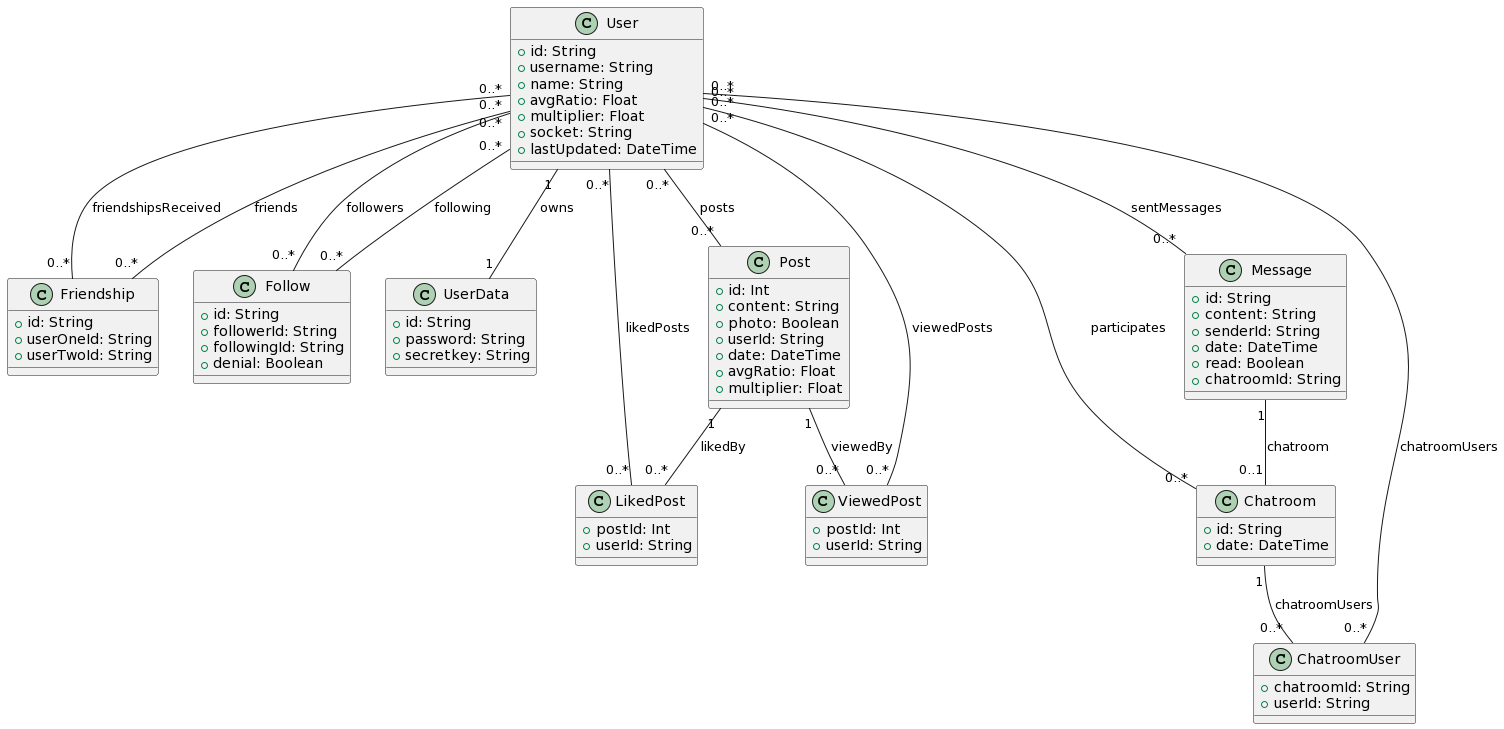 C User
id: String
username: String
name: String
avgRatio: Float
multiplier: Float
socket: String
lastUpdated: DateTime
0..*
0..*
0..*
0..*
0..*
0..*
0..*
0..*
1
0..*
0..*
friendshipsReceived
friends
followers
following
owns
posts
sentMessages
0..*
0..*
0..*
0..*
1
0..*
0..*
C Friendship
id: String
userOneId: String
userTwoId: String
C Follow
id: String
followerId: String
followingId: String
denial: Boolean
C UserData
id: String
password: String
secretkey: String
C Post
id: Int
content: String
photo: Boolean
userId: String
date: DateTime
avgRatio: Float
multiplier: Float
C Message
id: String
content: String
senderId: String
date: DateTime
read: Boolean
chatroomId: String
likedPosts
viewedPosts
participates
1
1
1
likedBy
viewedBy
chatroom
chatroomUsers
0..*
0..*
0..*
0..*
0..*
0..1
C LikedPost
postId: Int
userId: String
C ViewedPost
postId: Int
userId: String
C Chatroom
id: String
date: DateTime
1
chatroomUsers
0..*
0..*
C ChatroomUser
chatroomId: String
userId: String